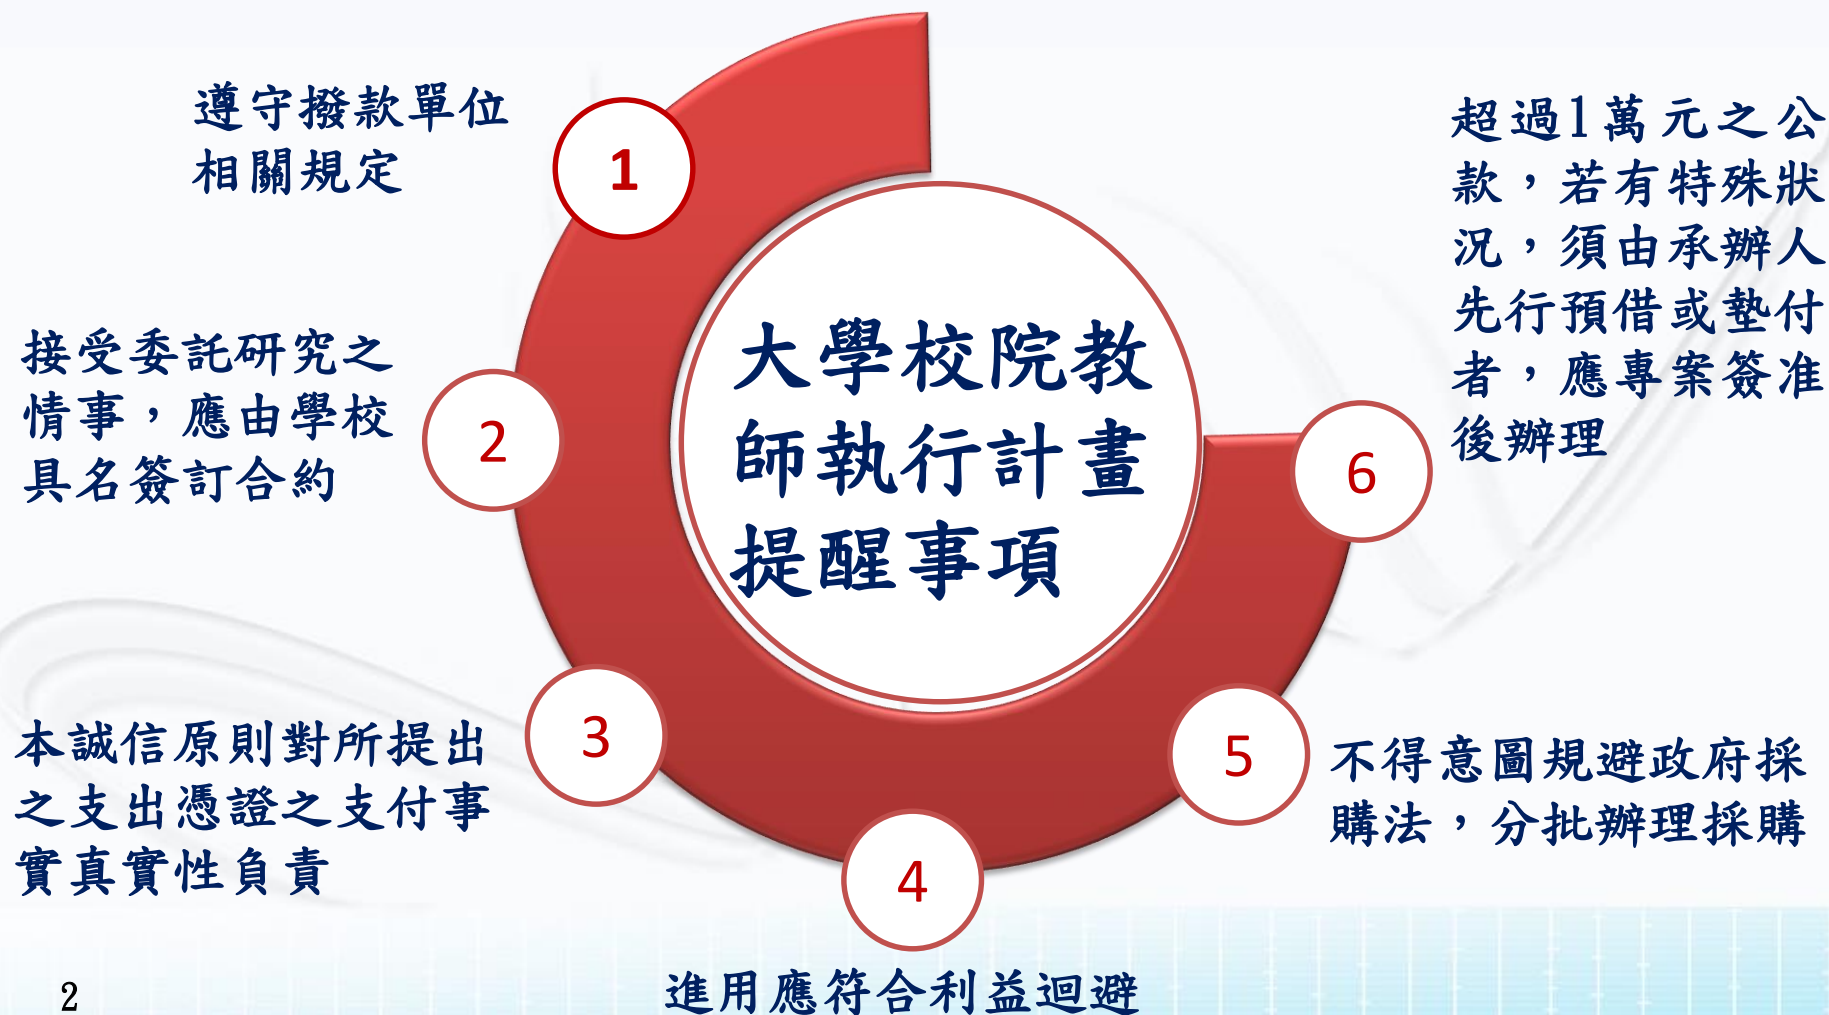 大學校院教
師執行計畫
提醒事項
1
遵守撥款單位
相關規定
2
接受委託研究之
情事，應由學校
具名簽訂合約
3
本誠信原則對所提出
之支出憑證之支付事
實真實性負責
4
進用應符合利益迴避
5
不得意圖規避政府採
購法，分批辦理採購
6
超過1萬元之公
款，若有特殊狀
況，須由承辦人
先行預借或墊付
者，應專案簽准
後辦理
2